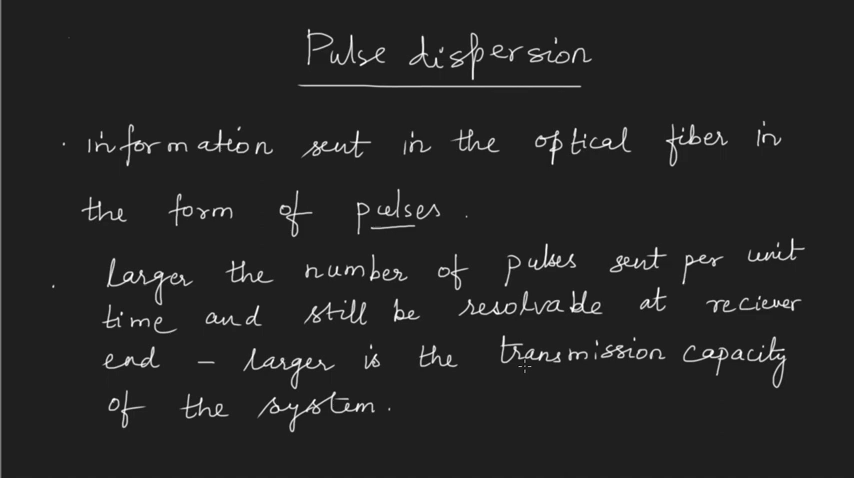 Pulse dispersion
. information sent in the optical fiber in
the form of pulses .
. Larger the number of pulses sent per unit
time and still be resolvable at reciever
end – larger is the transmission capacity
of the system .